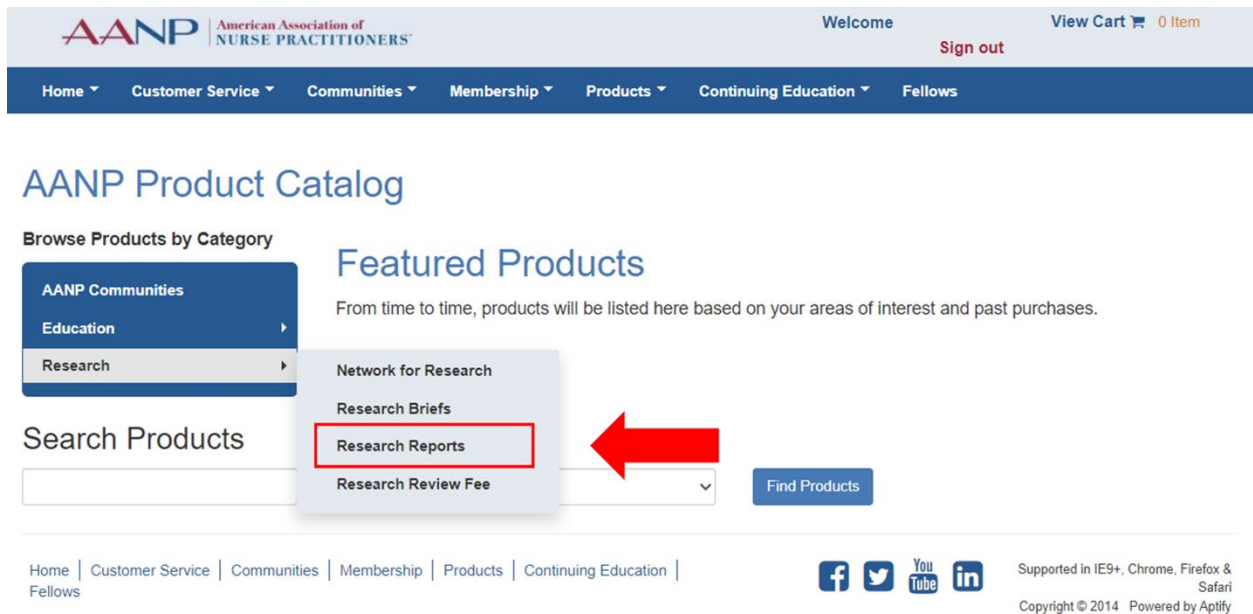 AANP American Association of
NURSE PRACTITIONERS
Welcome
View Cart 0 Item
Sign out
Home Customer Service Communities Membership Products Continuing Education Fellows
AANP Product Catalog
Browse Products by Category
AANP Communities
Education
Research
Featured Products
From time to time, products will be listed here based on your areas of interest and past purchases.
Network for Research
Research Briefs
Research Reports
Research Review Fee
Search Products
Find Products
Home | Customer Service | Communities | Membership | Products | Continuing Education |
Fellows
You
Tube
Supported in IE9+, Chrome, Firefox &
Safari
Copyright © 2014 Powered by Aptify